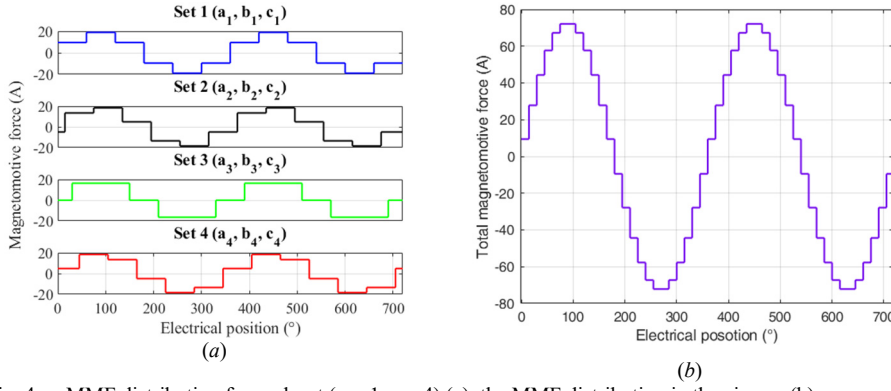 Set 1 (a1, b1, c1)
20
0
-20
Set 2 (a2, b2, c2)
20
0
-20
Set 3 (a3, b3, c3)
20
0
-20
Set 4 (a4, b4, c4)
20
0
-20
0 100 200 300 400 500 600 700
Magnetomotive force (A)
Electrical position (°)
(a)
80
60
40
20
0
-20
-40
-60
-80
0 100 200 300 400 500 600 700
Total magnetomotive force (A)
Electrical posotion (°)
(b)